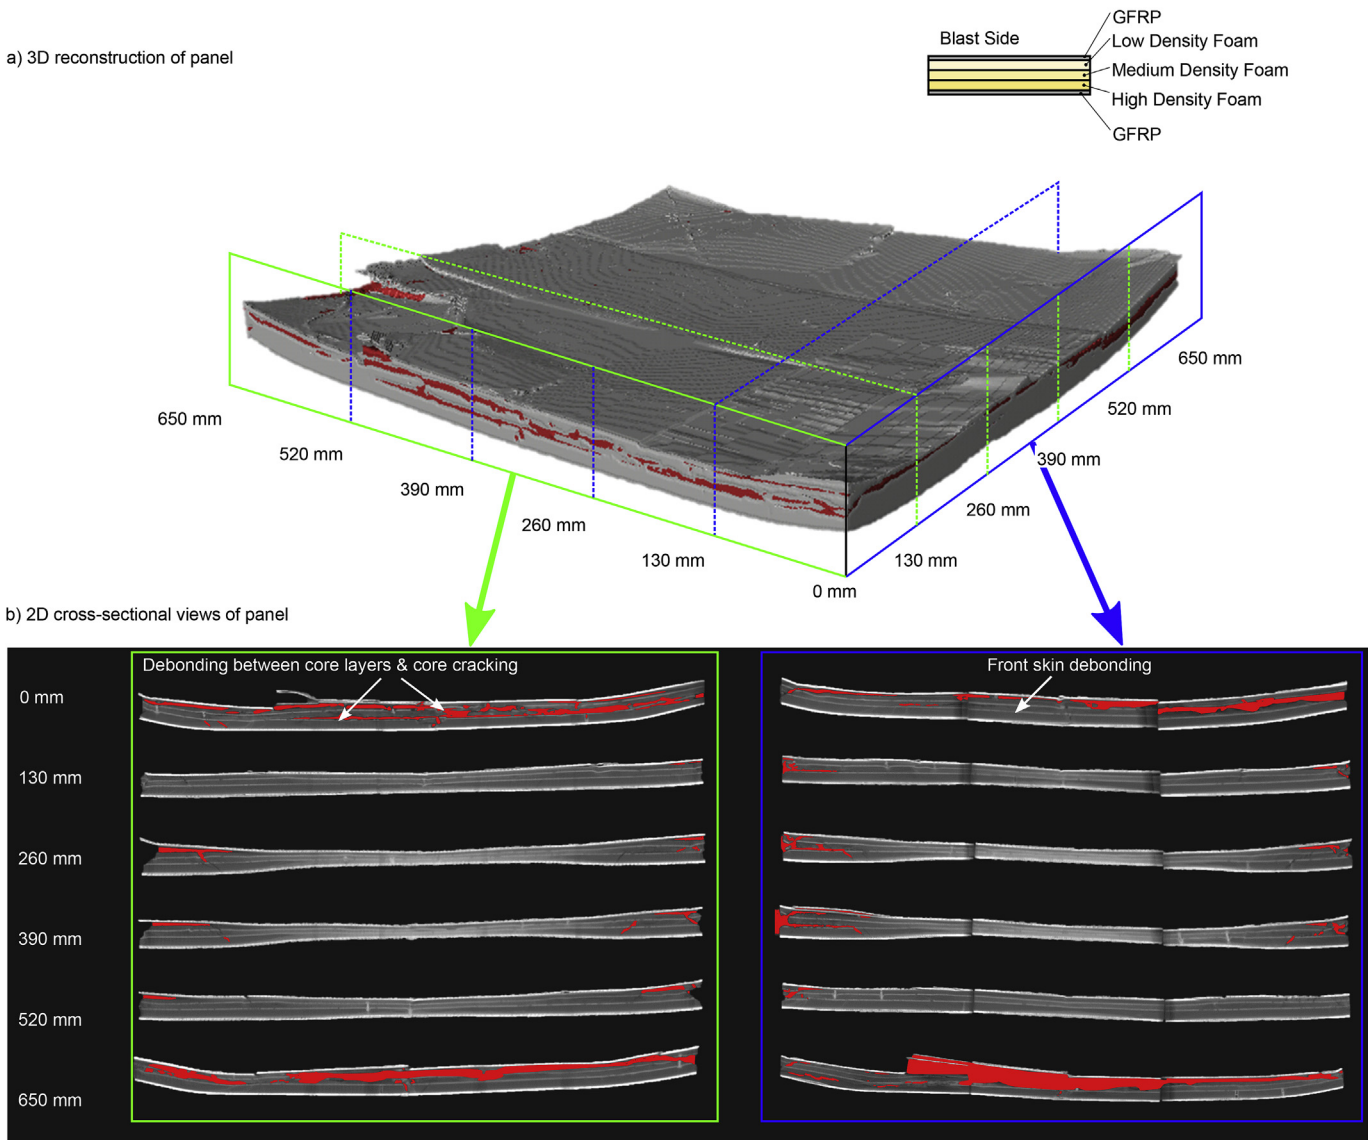 GFRP
Blast Side
Low Density Foam
a) 3D reconstruction of panel
Medium Density Foam
High Density Foam
GFRP
650 mm
520 mm
390 mm
260 mm
130 mm
0 mm
130 mm
260 mm
390 mm
520 mm
650 mm
b) 2D cross-sectional views of panel
Debonding between core layers & core cracking
Front skin debonding
0 mm
130 mm
260 mm
390 mm
520 mm
650 mm